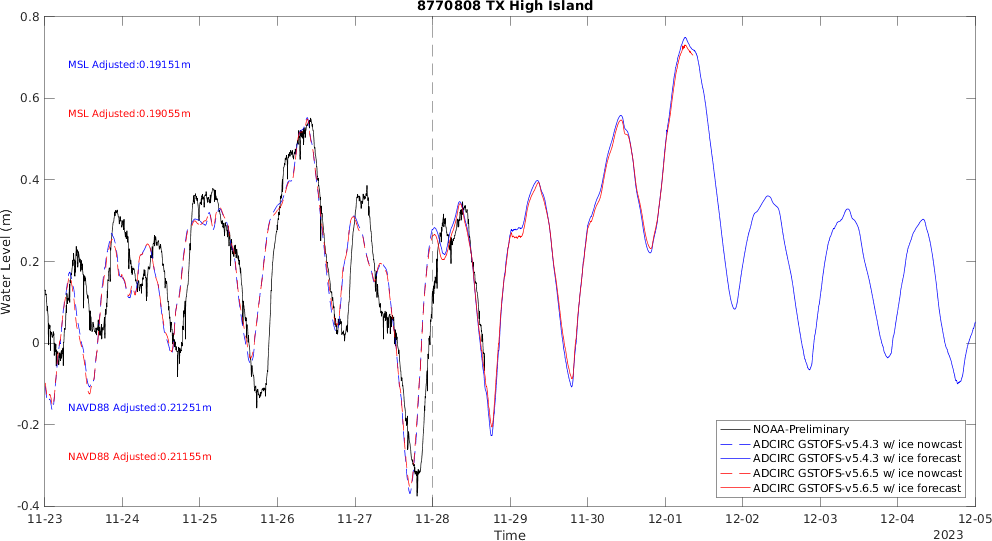 8770808 TX High Island
0.8
0.6
0.4
0.2
0
-0.2
-0.4
Water Level (m)
MSL Adjusted:0.19151m
MSL Adjusted:0.19055m
NAVD88 Adjusted:0.21251m
NAVD88 Adjusted:0.21155m
NOAA-Preliminary
ADCIRC GSTOFS-v5.4.3 w/ ice nowcast
ADCIRC GSTOFS-v5.4.3 w/ ice forecast
ADCIRC GSTOFS-v5.6.5 w/ ice nowcast
ADCIRC GSTOFS-v5.6.5 w/ ice forecast
11-23 11-24 11-25 11-26 11-27 11-28 11-29 11-30 12-01 12-02 12-03 12-04 12-05
Time
2023